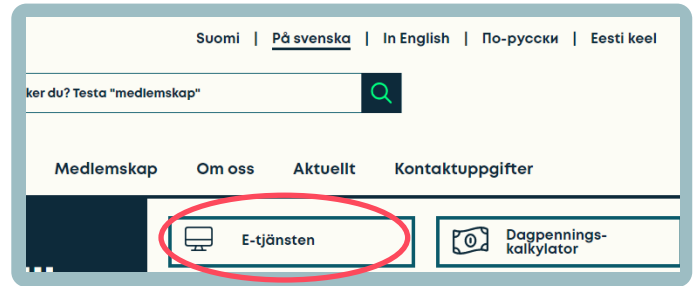 Suomi | På svenska | In English | По-русски | Eesti keel
ker du? Testa "medlemskap"
Medlemskap Om oss Aktuellt Kontaktuppgifter
E-tjänsten
Dagpennings-
kalkylator